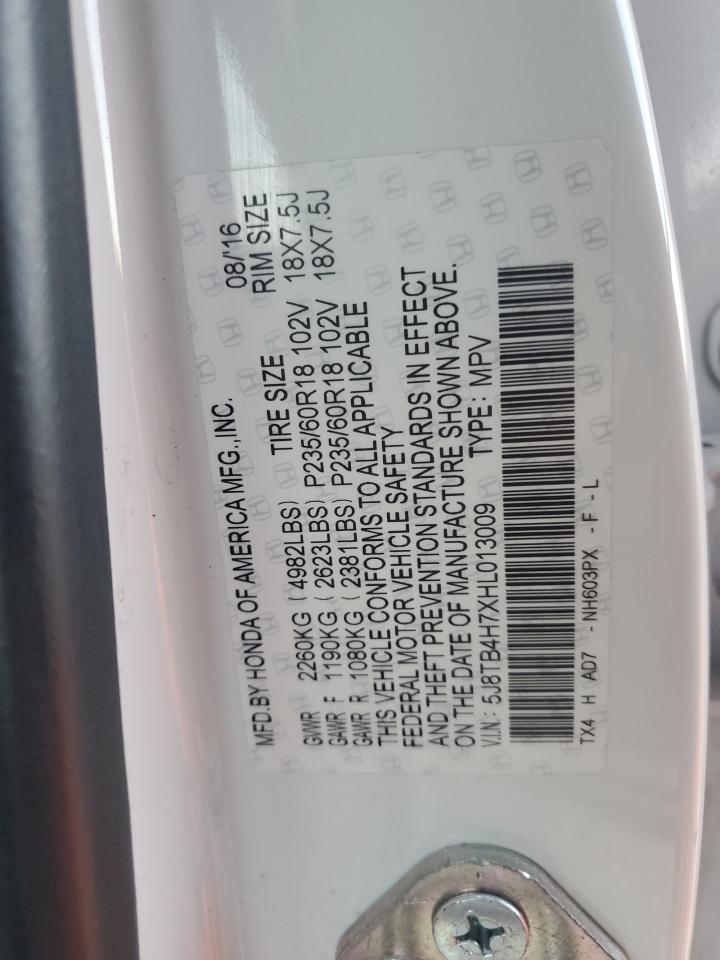 MFD.BY HONDA OF AMERICA MFG.,INC. 08/'16
TIRE SIZE RIM SIZE
GVWR 2260KG ( 4982LBS)
GAWR F 1190KG ( 2623LBS) P235/60R18 102V 18X7.5J
GAWR R 1080KG ( 2381LBS) P235/60R18 102V 18X7.5J
THIS VEHICLE CONFORMS TO ALL APPLICABLE
FEDERAL MOTOR VEHICLE SAFETY
AND THEFT PREVENTION STANDARDS IN EFFECT
ON THE DATE OF MANUFACTURE SHOWN ABOVE.
V.I.N.: 5J8TB4H7XHL013009 TYPE: MPV
TX4 H AD7 -NH603PX -F-L